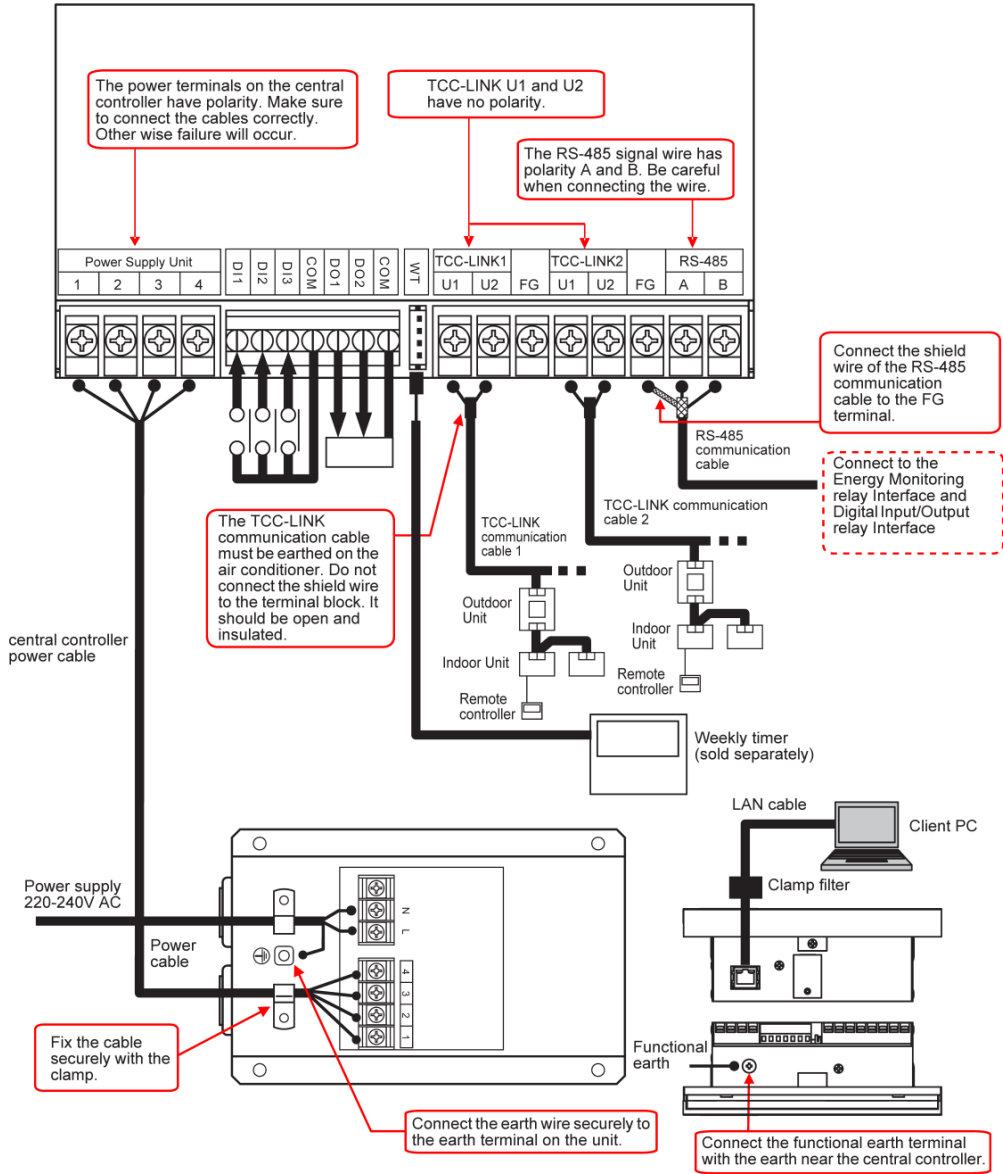 The power terminals on the central
controller have polarity. Make sure
to connect the cables correctly.
Other wise failure will occur.
TCC-LINK U1 and U2
have no polarity.
The RS-485 signal wire has
polarity A and B. Be careful
when connecting the wire.
Power Supply Unit
1 2 3 4
DI1 DI2 DI3 COM DO1 DO2 COM
WT
TCC-LINK1 TCC-LINK2 RS-485
U1 U2 FG U1 U2 FG A B
Connect the shield
wire of the RS-485
communication
cable to the FG
terminal.
RS-485
communication
cable
Connect to the
Energy Monitoring
relay Interface and
Digital Input/Output
relay Interface
The TCC-LINK
communication cable
must be earthed on the
air conditioner. Do not
connect the shield wire
to the terminal block. It
should be open and
insulated.
TCC-LINK
communication
cable 1
TCC-LINK communication
cable 2
Outdoor
Unit
Indoor Unit
Remote
controller
Outdoor
Unit
Indoor
Unit
Remote
controller
central controller
power cable
Weekly timer
(sold separately)
LAN cable
Client PC
Clamp filter
Power supply
220-240V AC
Power
cable
N
L
4
3
2
1
Fix the cable
securely with the
clamp.
Functional
earth
Connect the earth wire securely to
the earth terminal on the unit.
Connect the functional earth terminal
with the earth near the central controller.